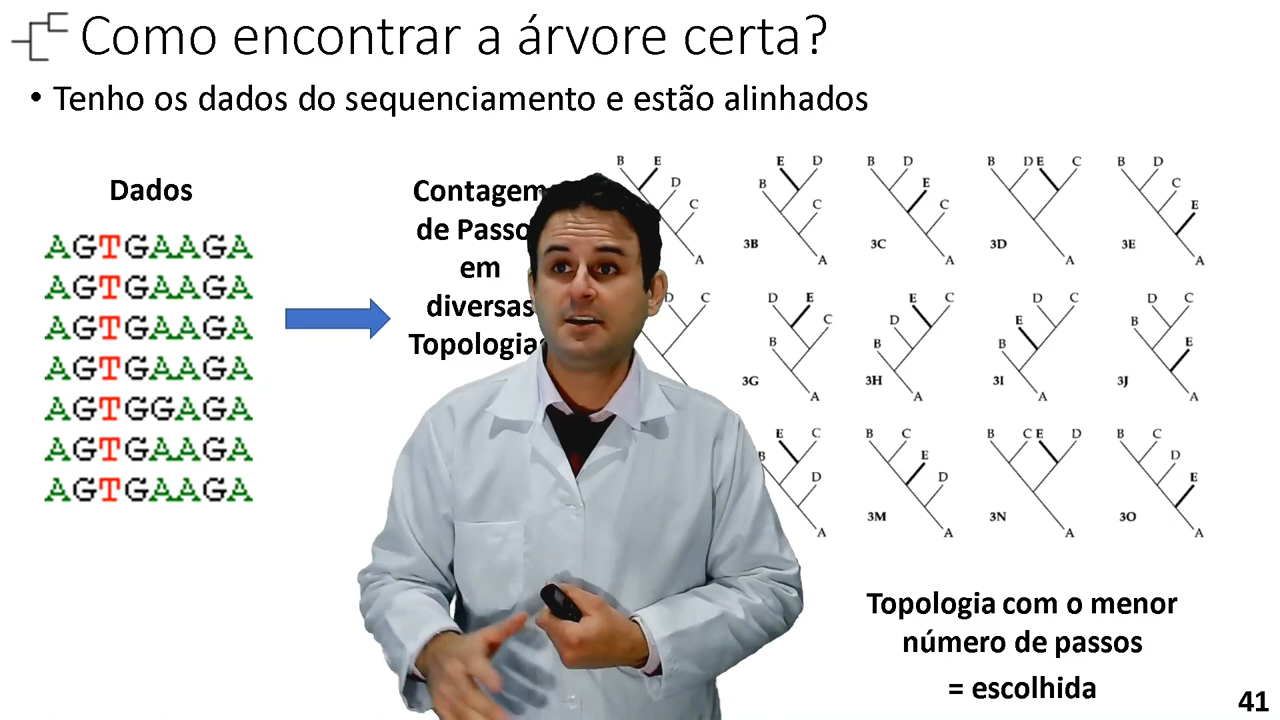 Como encontrar a árvore certa?
• Tenho os dados do sequenciamento e estão alinhados
Dados
AGTGAAGA
AGTGAAGA
AGTGAAGA
AGTGAAGA
AGTGGAGA
AGTGAAGA
AGTGAAGA
Contagem
de Passo
em
diversas
Topologia
B E D C A
E D B C 3B A
B D E C 3C A
B D E C 3D A
B D C E 3E A
D C
D E C B 3G A
E C D B 3H A
D C E B 3I A
D C B E 3J A
E C B D A
B C E D 3M A
B C E D 3N A
B C D E 3O A
Topologia com o menor
número de passos
= escolhida
41